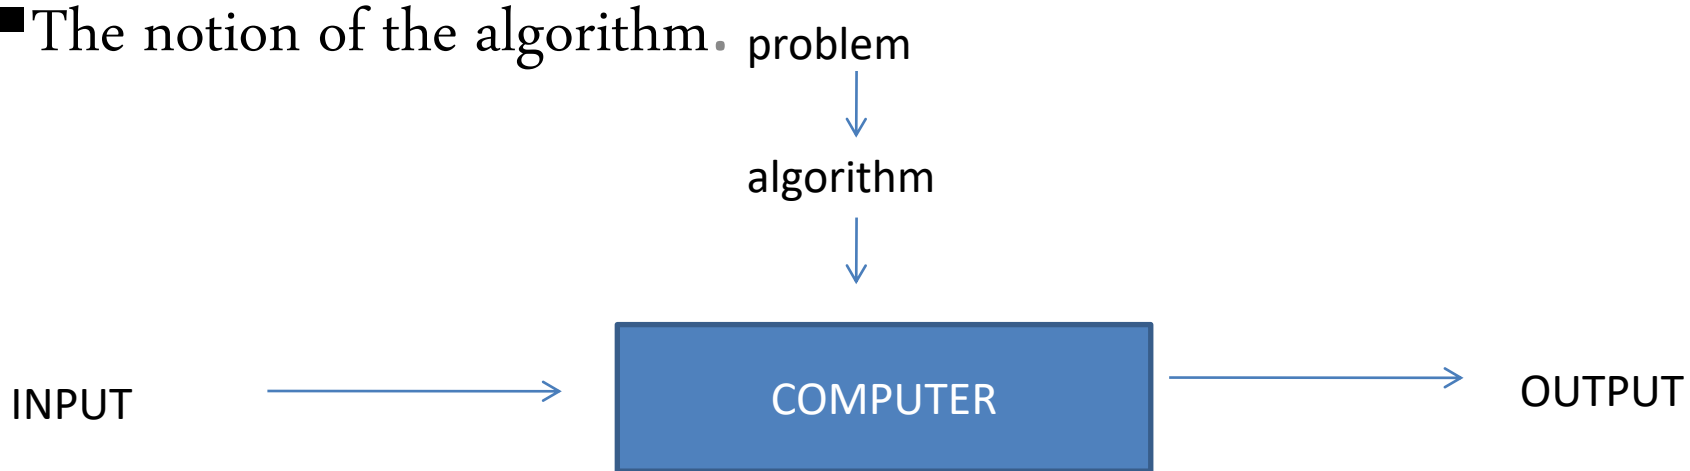 ■The notion of the algorithm.
problem
algorithm
INPUT
COMPUTER
OUTPUT